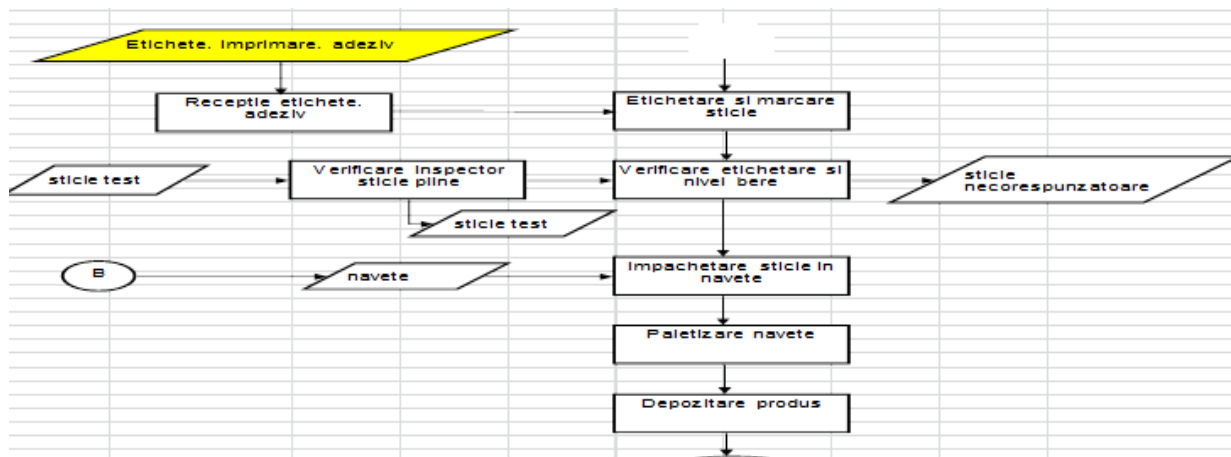 Etichete. imprimare. adeziv
Receptie etichete.
adeziv
Etichetare si marcare
sticle
sticle test
Verificare inspector
sticle pline
Verificare etichetare si
nivel bere
sticle
necorespunzatoare
sticle test
B
navete
Impachetare sticle in
navete
Paletizare navete
Depozitare produs